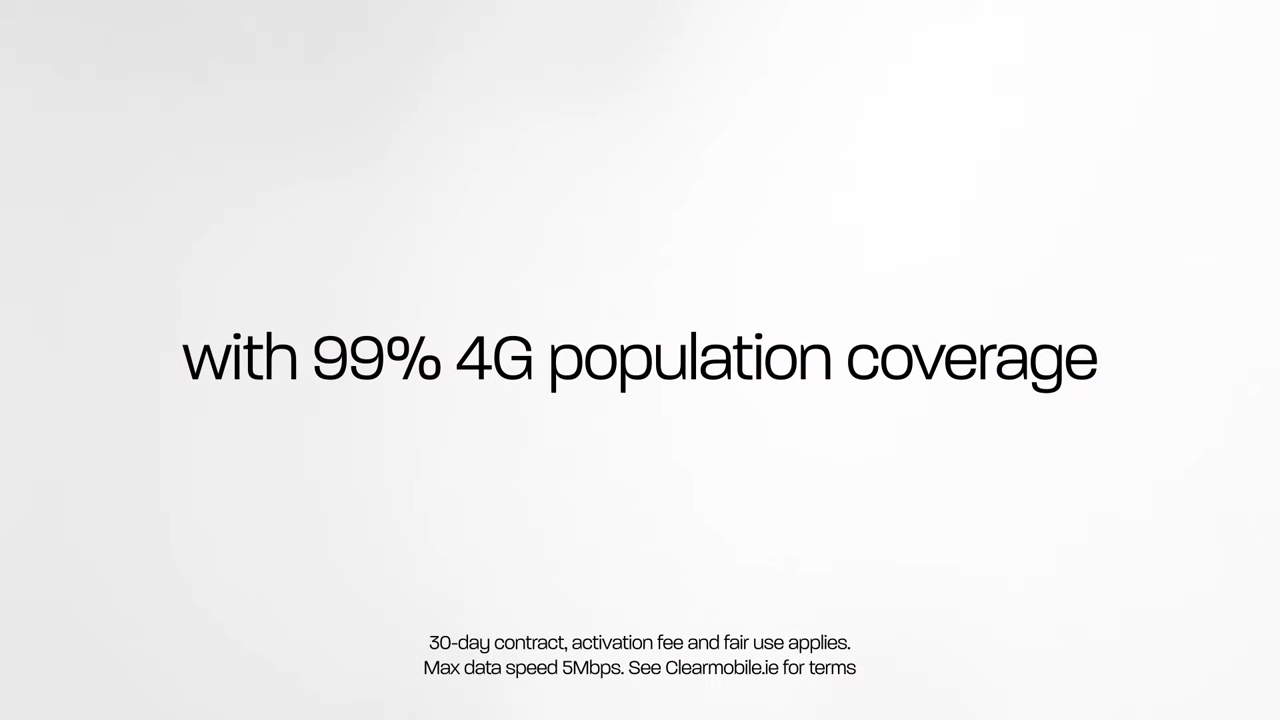 with 99% 4G population coverage
30-day contract, activation fee and fair use applies.
Max data speed 5Mbps. See Clearmobile.ie for terms